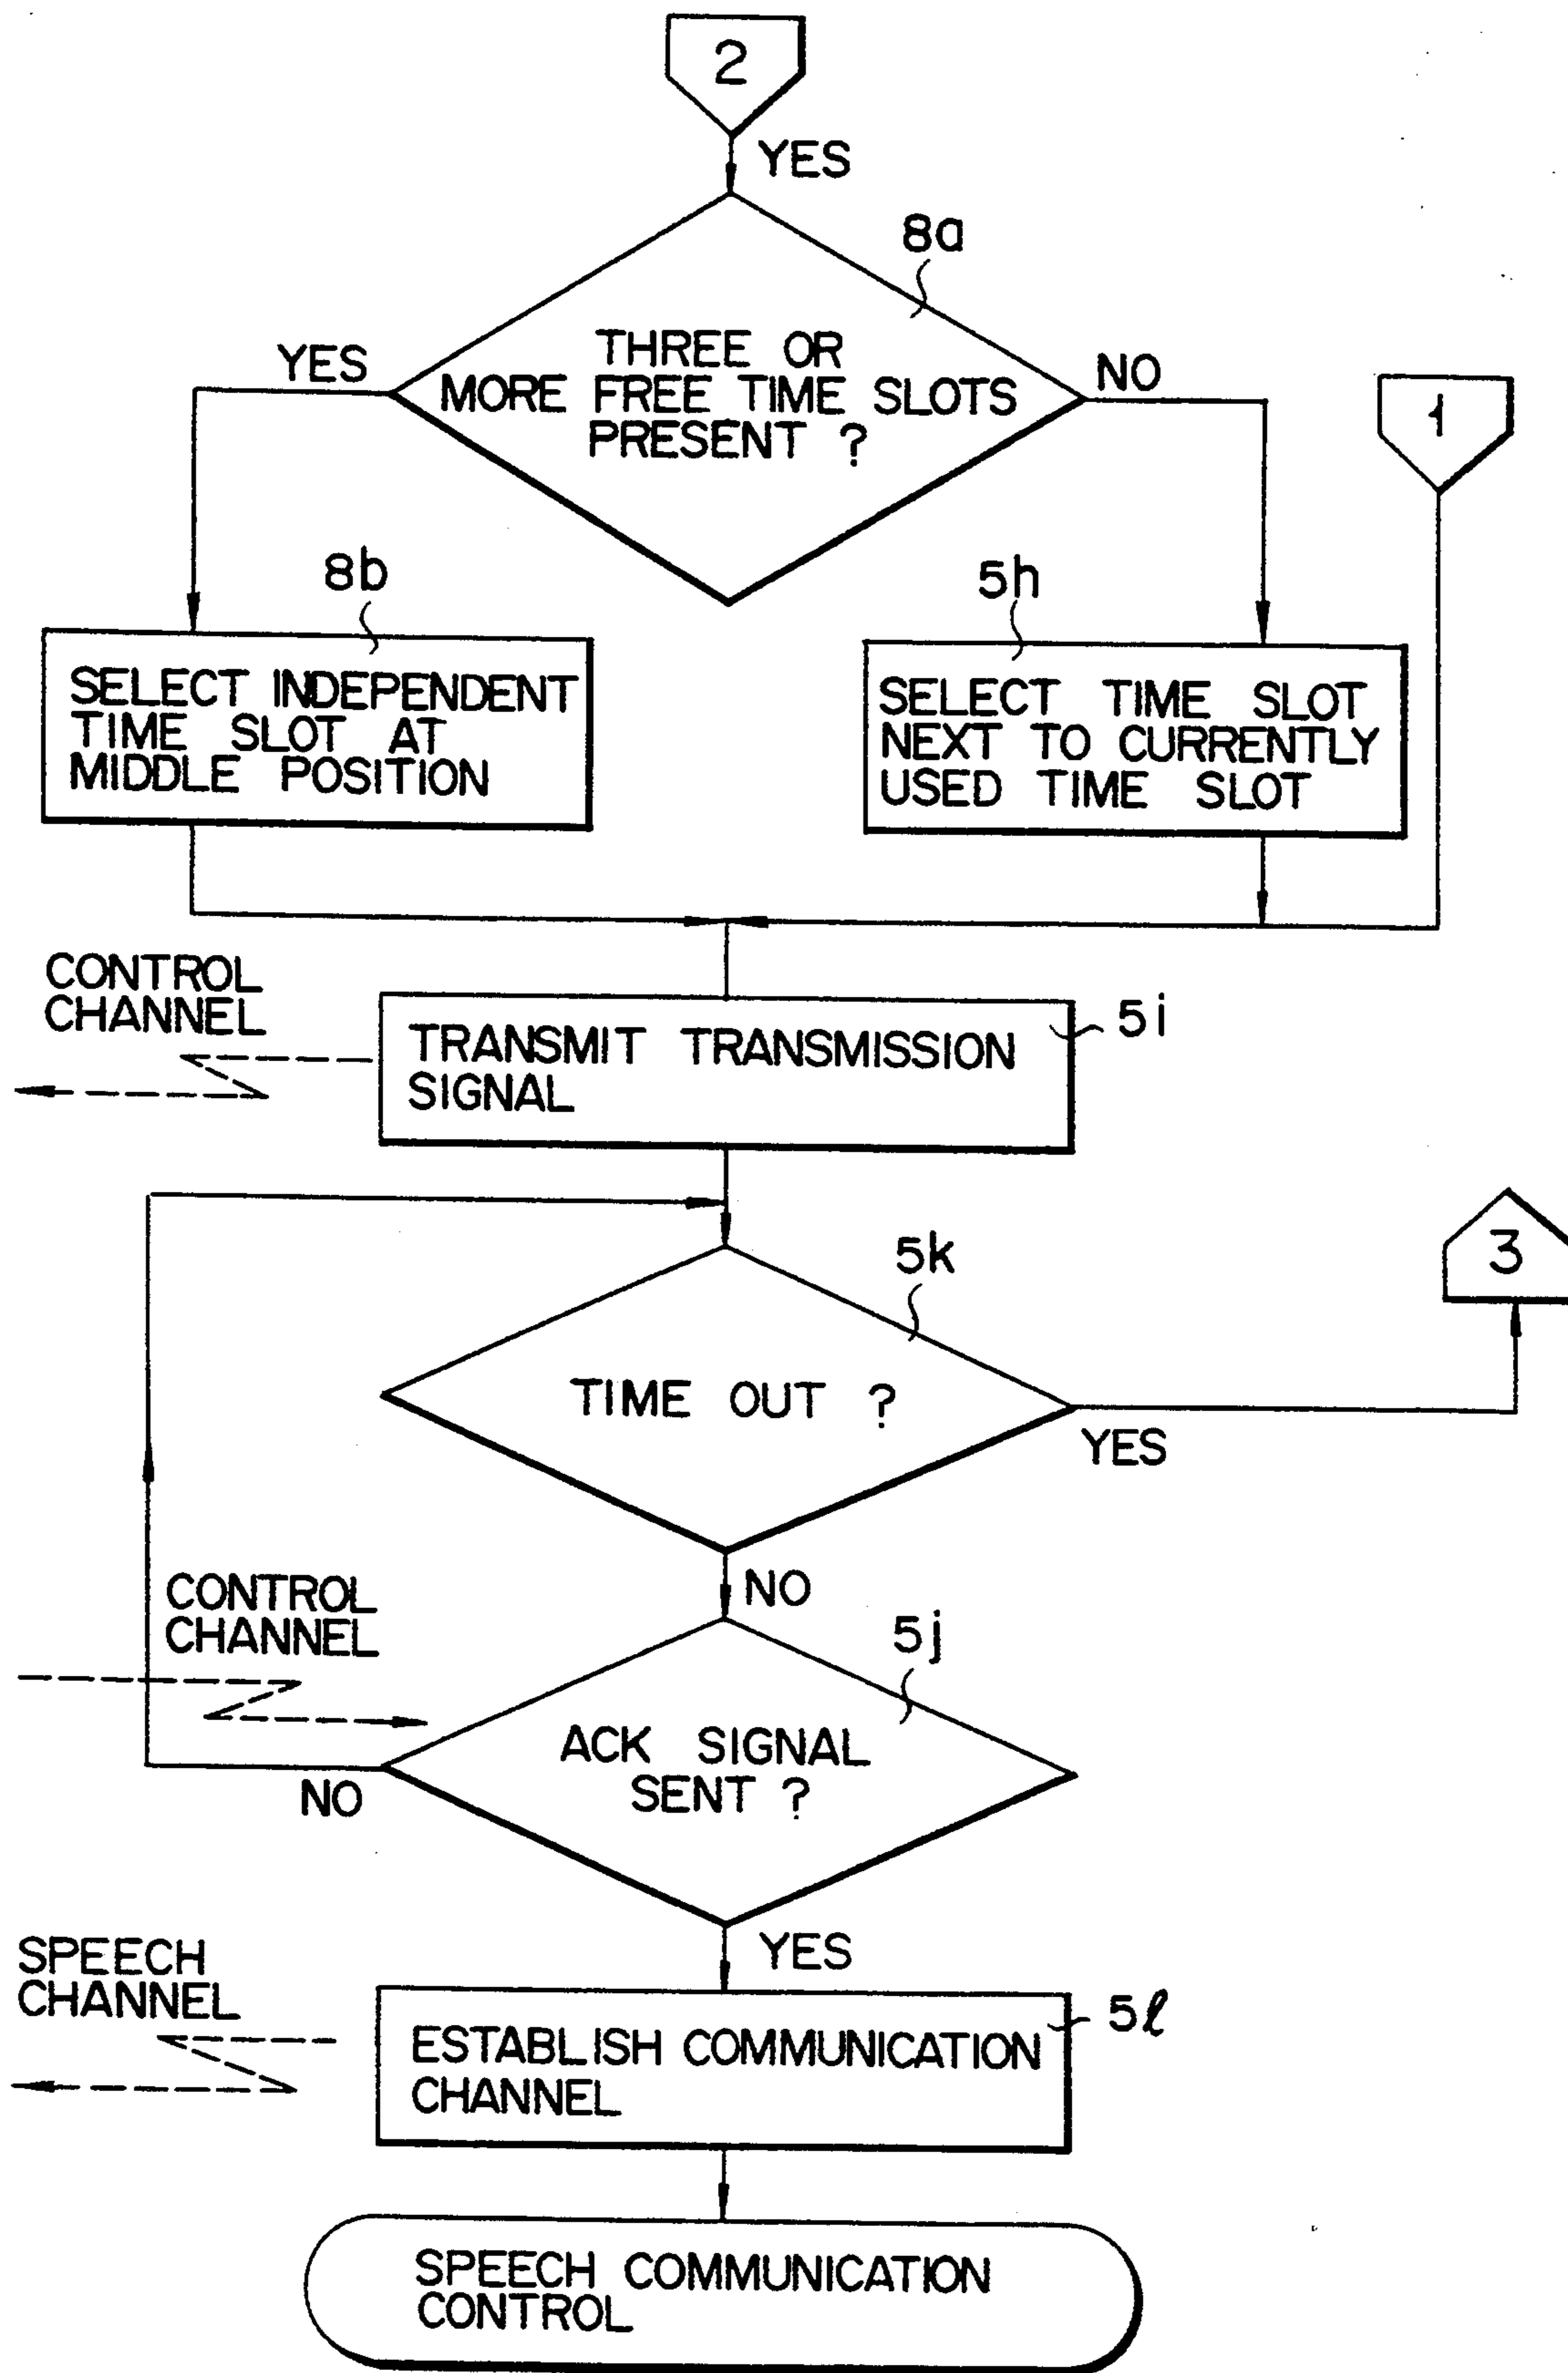 2
YES
8a
THREE OR
MORE FREE TIME SLOTS
PRESENT ?
YES
NO
1
8b
SELECT INDEPENDENT
TIME SLOT AT
MIDDLE POSITION
5h
SELECT TIME SLOT
NEXT TO CURRENTLY
USED TIME SLOT
CONTROL
CHANNEL
TRANSMIT TRANSMISSION
SIGNAL
5i
5k
TIME OUT ?
YES
3
NO
CONTROL
CHANNEL
5j
ACK SIGNAL
SENT ?
NO
YES
SPEECH
CHANNEL
ESTABLISH COMMUNICATION
CHANNEL
5ℓ
SPEECH COMMUNICATION
CONTROL